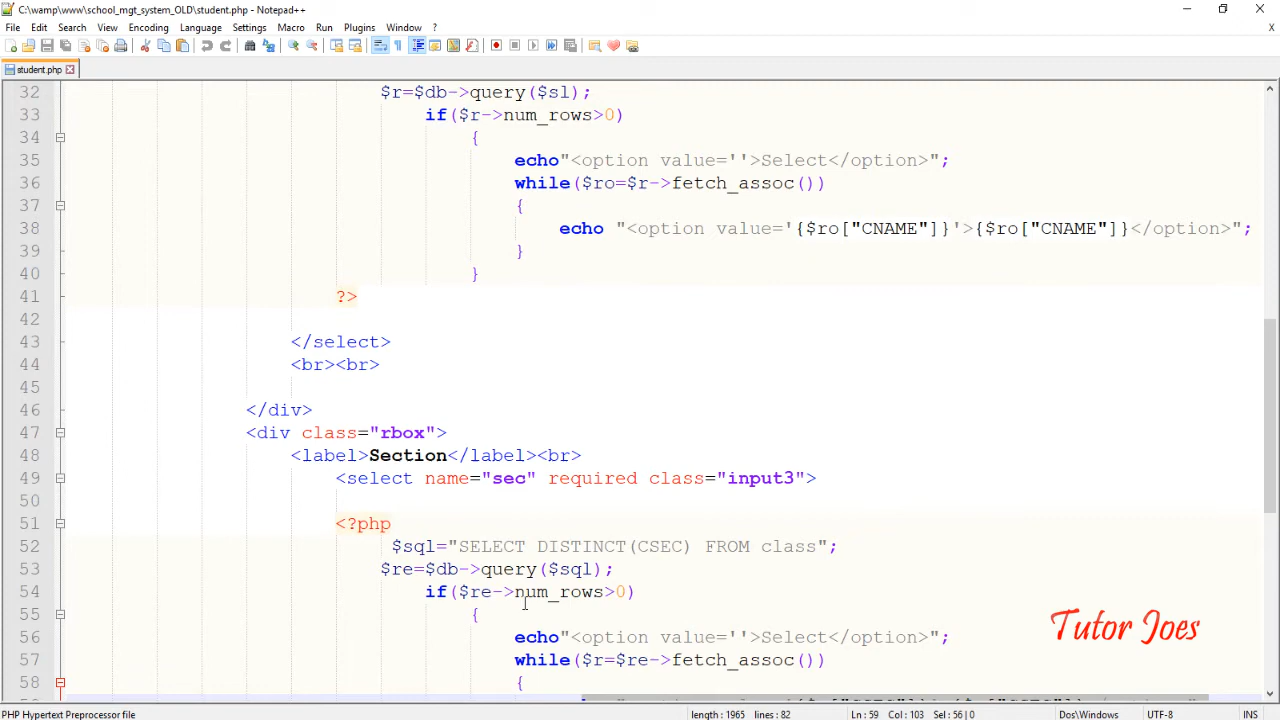 C:\wamp\www\school_mgt_system_OLD\student.php - Notepad++
File Edit Search View Encoding Language Settings Macro Run Plugins Window ?
X
student.php
32 $r=$db->query($sl);
33 if($r->num_rows>0)
34 {
35 echo"<option value=''>Select</option>";
36 while($ro=$r->fetch_assoc())
37 {
38 echo "<option value='{$ro["CNAME"]}'>{$ro["CNAME"]}</option>";
39 }
40 }
41 ?>
42
43 </select>
44 <br><br>
45
46 </div>
47 <div class="rbox">
48 <label>Section</label><br>
49 <select name="sec" required class="input3">
50
51 <?php
52 $sql="SELECT DISTINCT(CSEC) FROM class";
53 $re=$db->query($sql);
54 if($re->num_rows>0)
55 {
56 echo"<option value=''>Select</option>";
57 while($r=$re->fetch_assoc())
58 {
Tutor Joes
PHP Hypertext Preprocessor file length : 1965 lines : 82 Ln : 59 Col : 103 Sel : 56 | 0 Dos\Windows UTF-8 INS